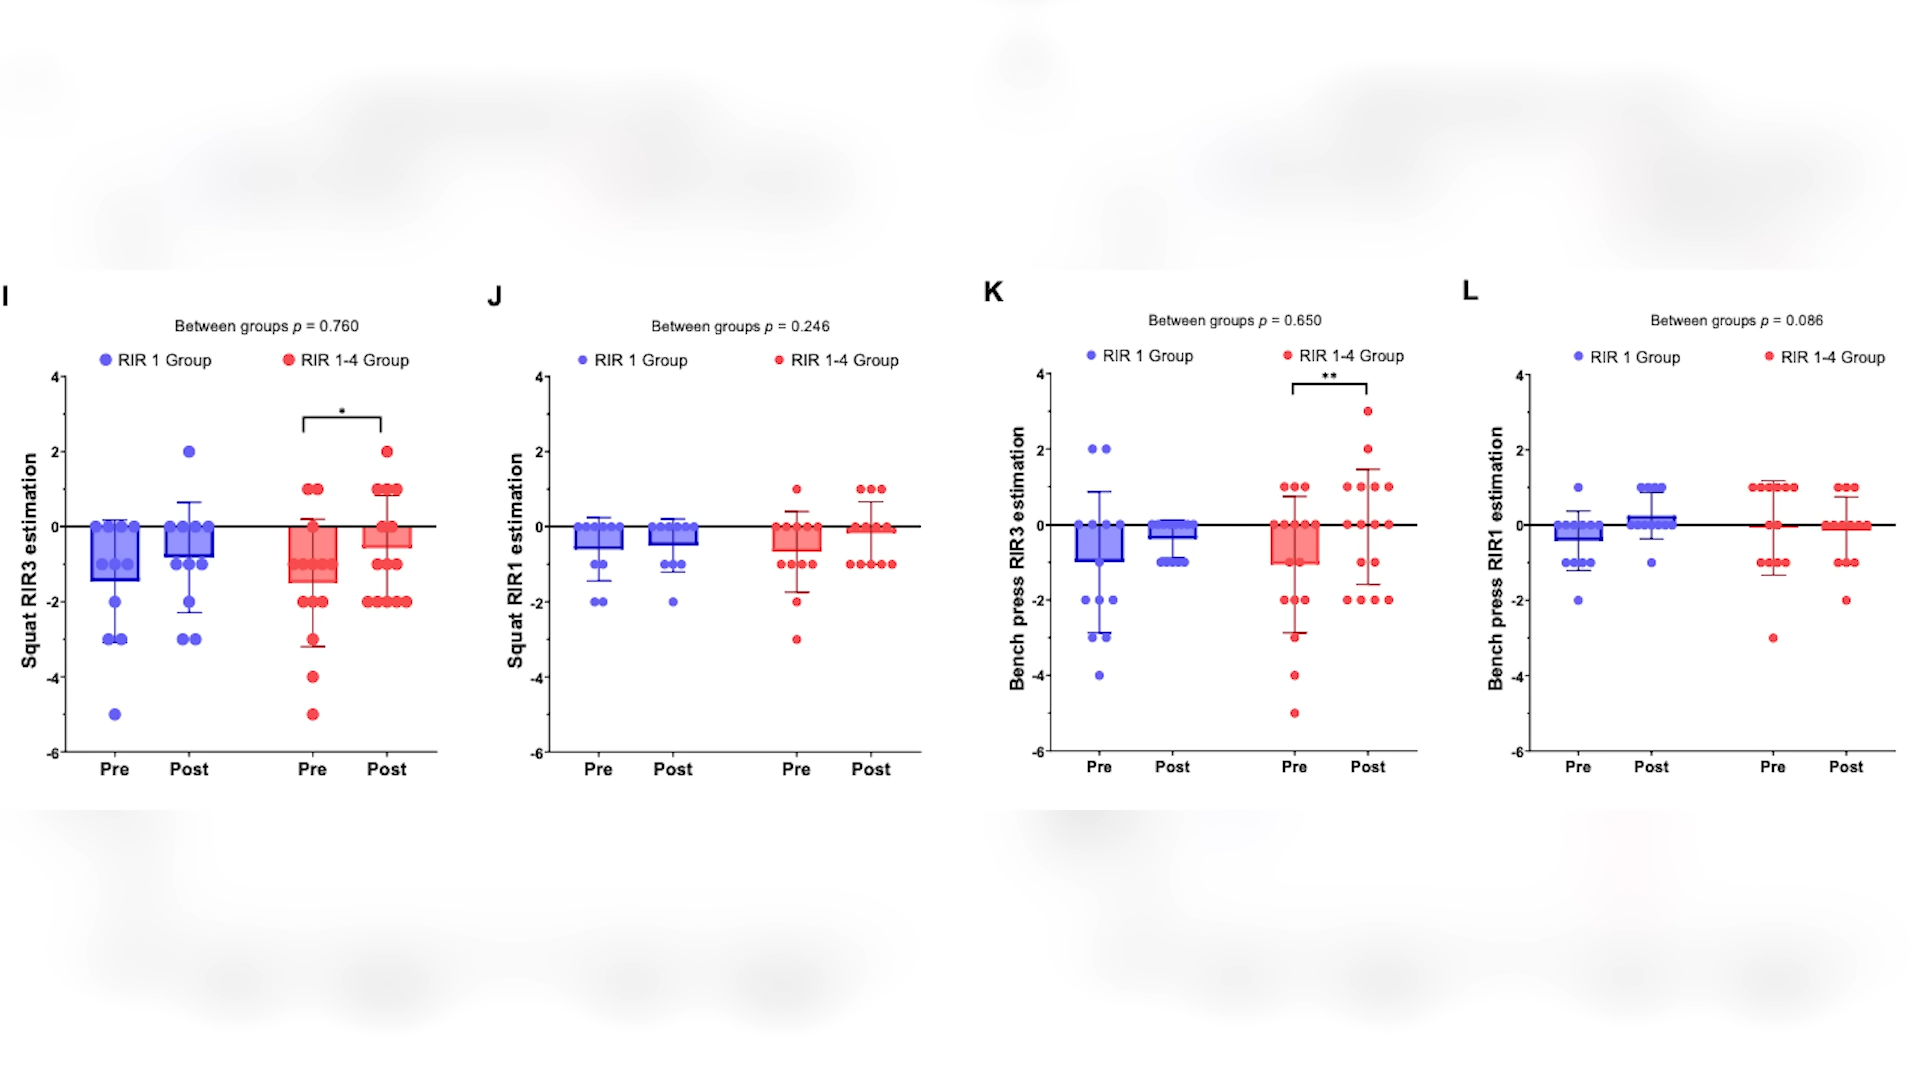 I
Between groups p = 0.760
RIR 1 Group
RIR 1-4 Group
*
Squat RIR3 estimation
4
2
0
-2
-4
-6
Pre
Post
Pre
Post
J
Between groups p = 0.246
RIR 1 Group
RIR 1-4 Group
Squat RIR1 estimation
4
2
0
-2
-4
-6
Pre
Post
Pre
Post
K
Between groups p = 0.650
RIR 1 Group
RIR 1-4 Group
**
Bench press RIR3 estimation
4
2
0
-2
-4
-6
Pre
Post
Pre
Post
L
Between groups p = 0.086
RIR 1 Group
RIR 1-4 Group
Bench press RIR1 estimation
4
2
0
-2
-4
-6
Pre
Post
Pre
Post